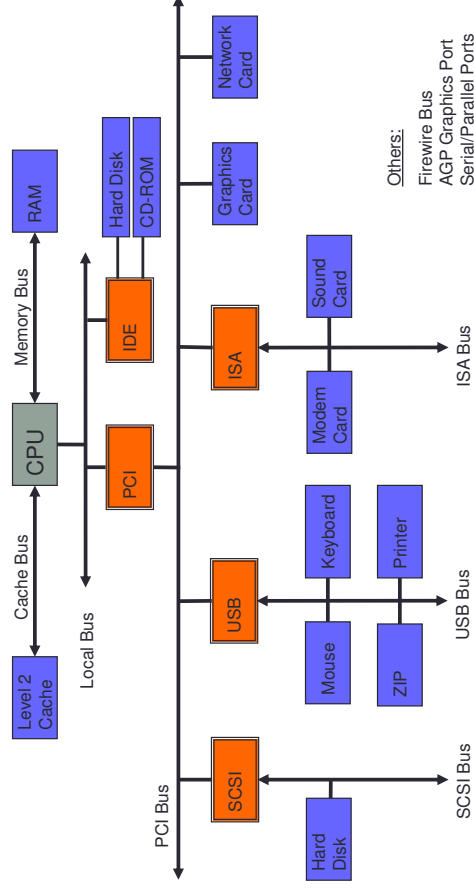 Level 2
Cache
Cache Bus
CPU
Memory Bus
RAM
Local Bus
PCI
IDE
Hard Disk
CD-ROM
PCI Bus
SCSI
USB
ISA
Graphics
Card
Network
Card
Hard
Disk
SCSI Bus
Mouse
Keyboard
ZIP
Printer
USB Bus
Modem
Card
Sound
Card
ISA Bus
Others:
Firewire Bus
AGP Graphics Port
Serial/Parallel Ports